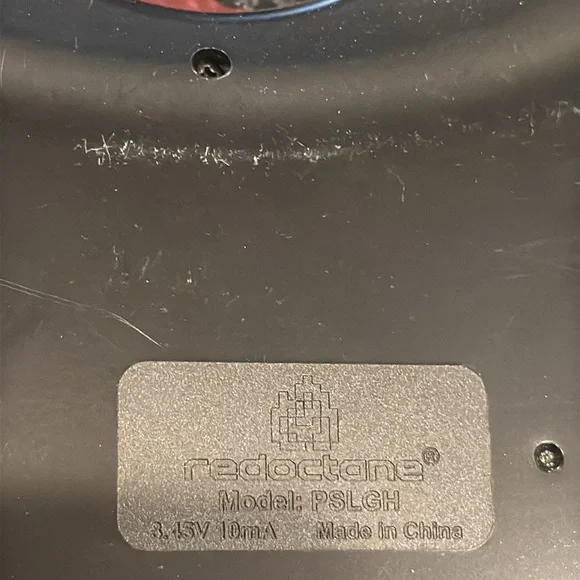 redoctane®
Model: PSLGH
3.45V 10mA Made in China